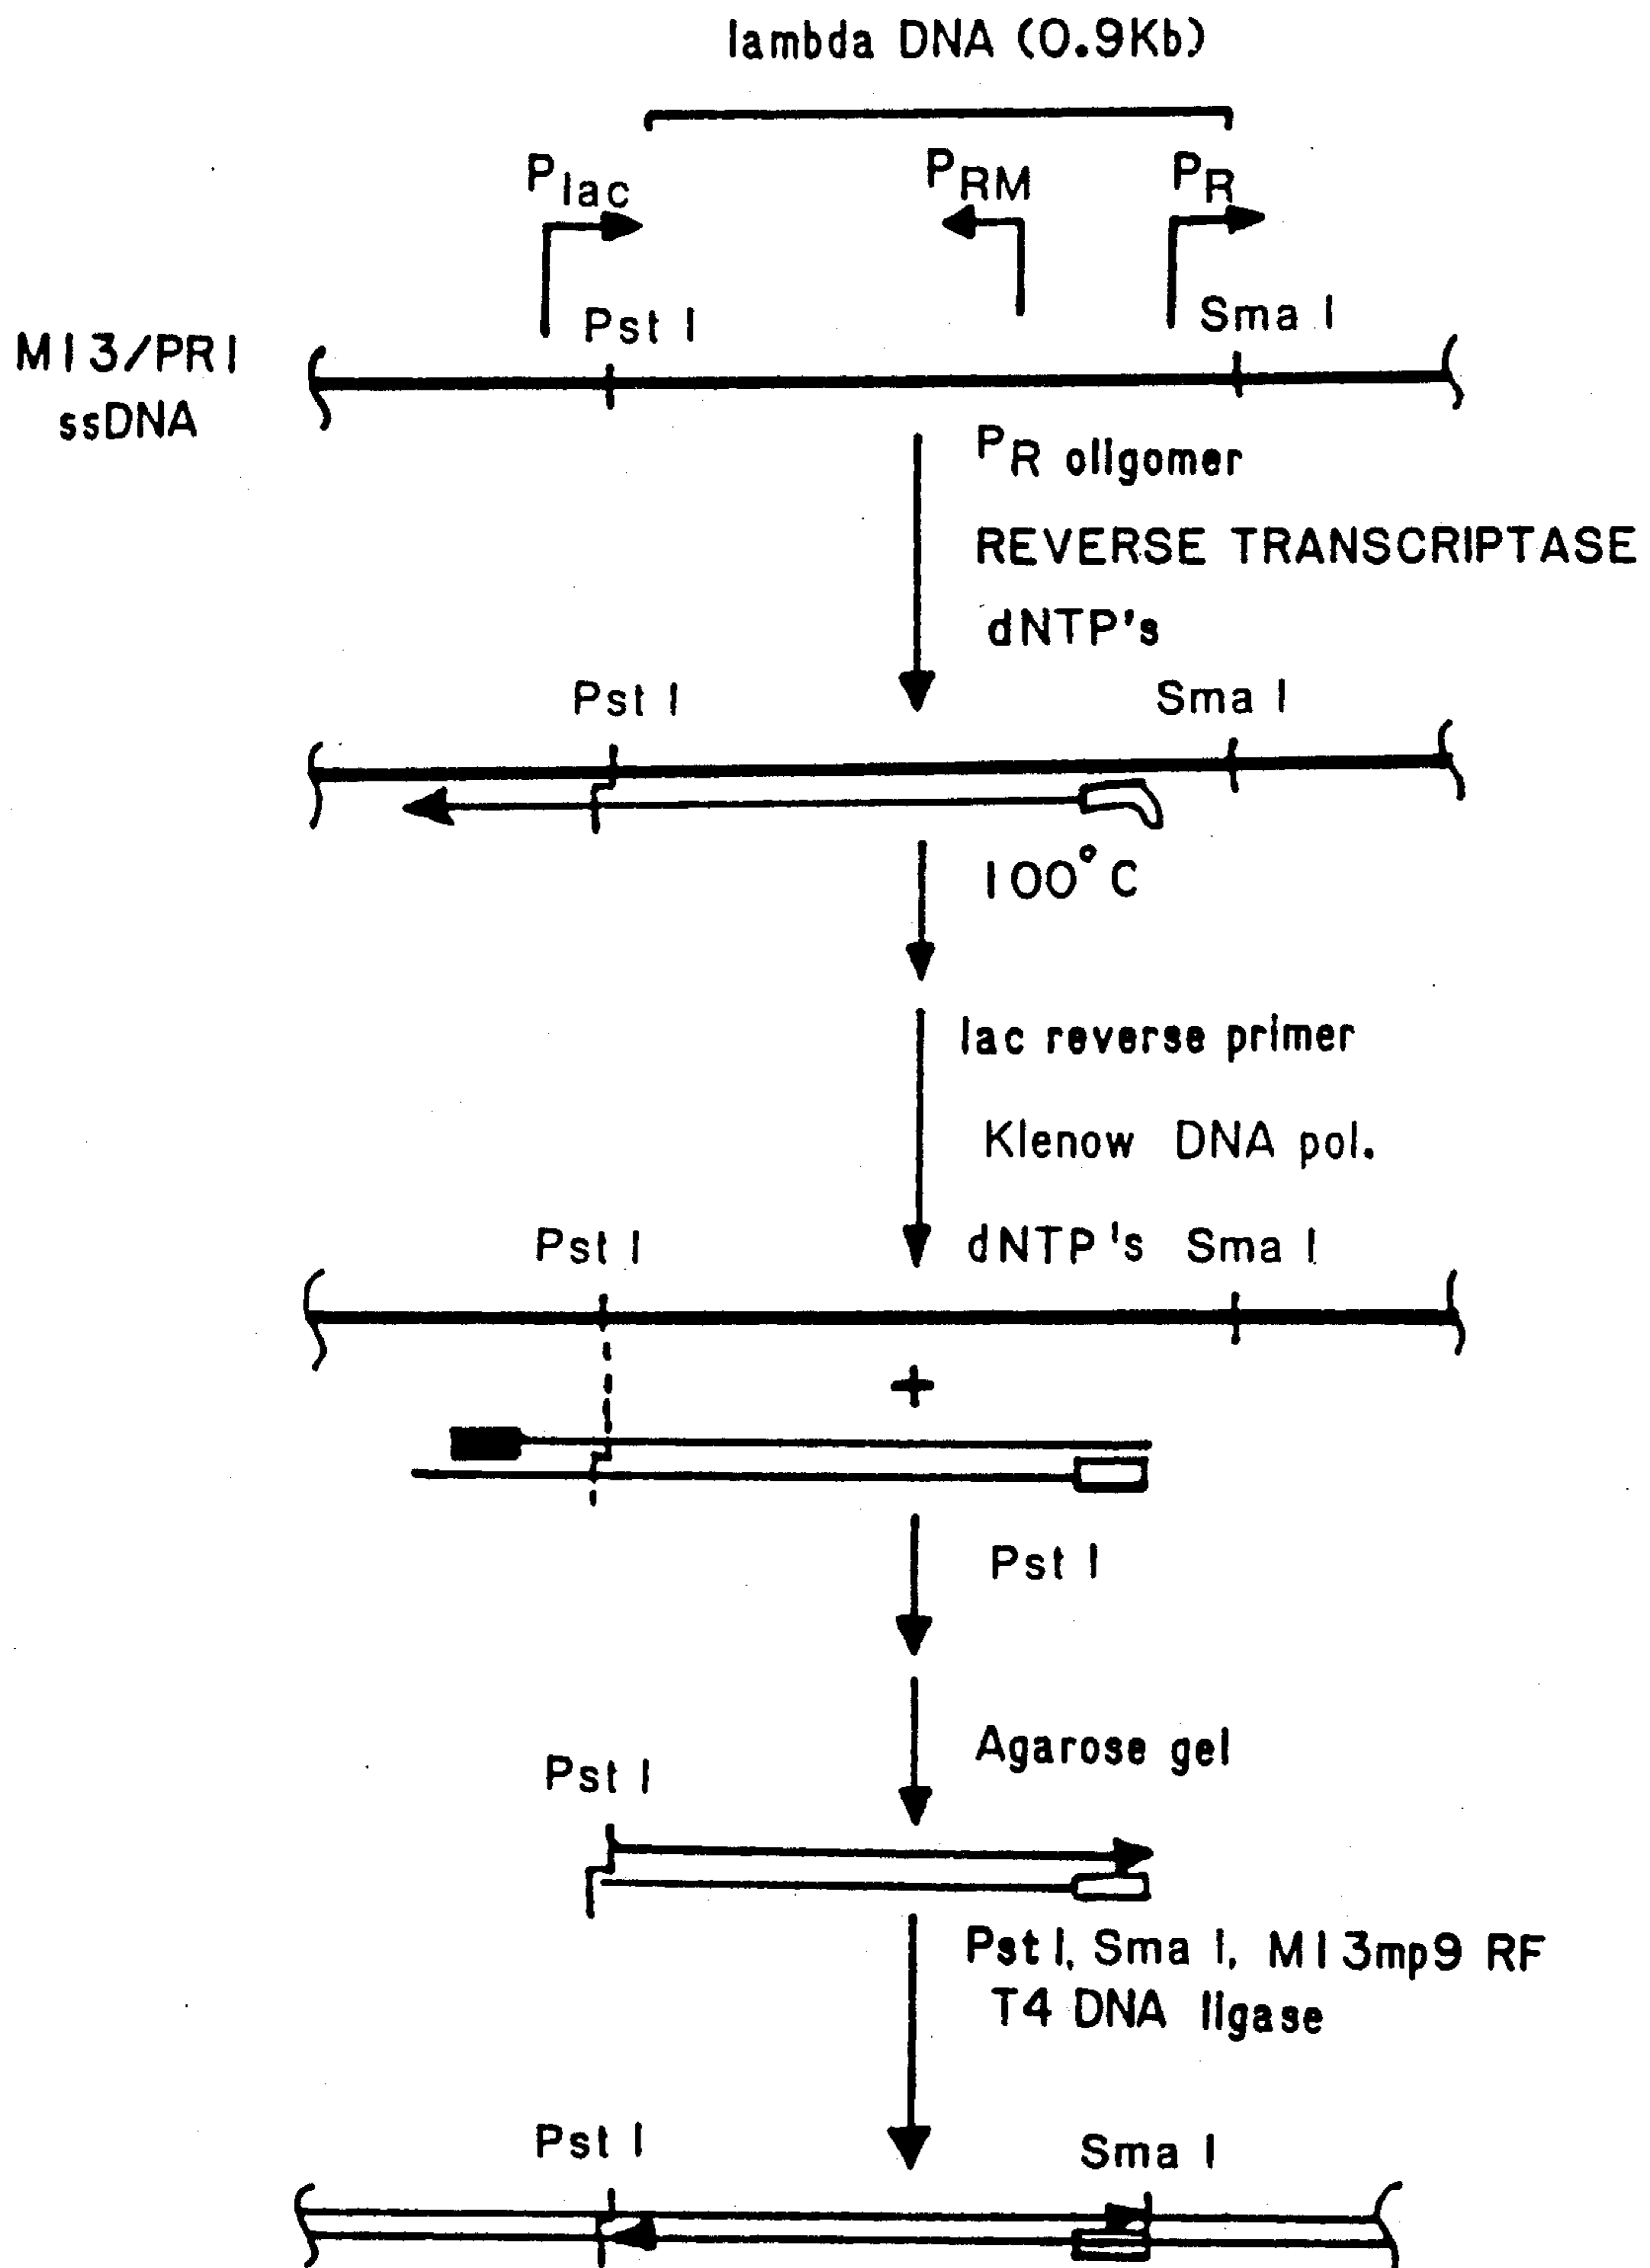 lambda DNA (0.9Kb)
Plac
PRM
PR
Pst I
Sma I
M13/PR1
ssDNA
PR oligomer
REVERSE TRANSCRIPTASE
dNTP's
Pst I
Sma I
100°C
lac reverse primer
Klenow DNA pol.
Pst I
dNTP's
Sma I
+
Pst I
Agarose gel
Pst I
Pst I, Sma I, M13mp9 RF
T4 DNA ligase
Pst I
Sma I